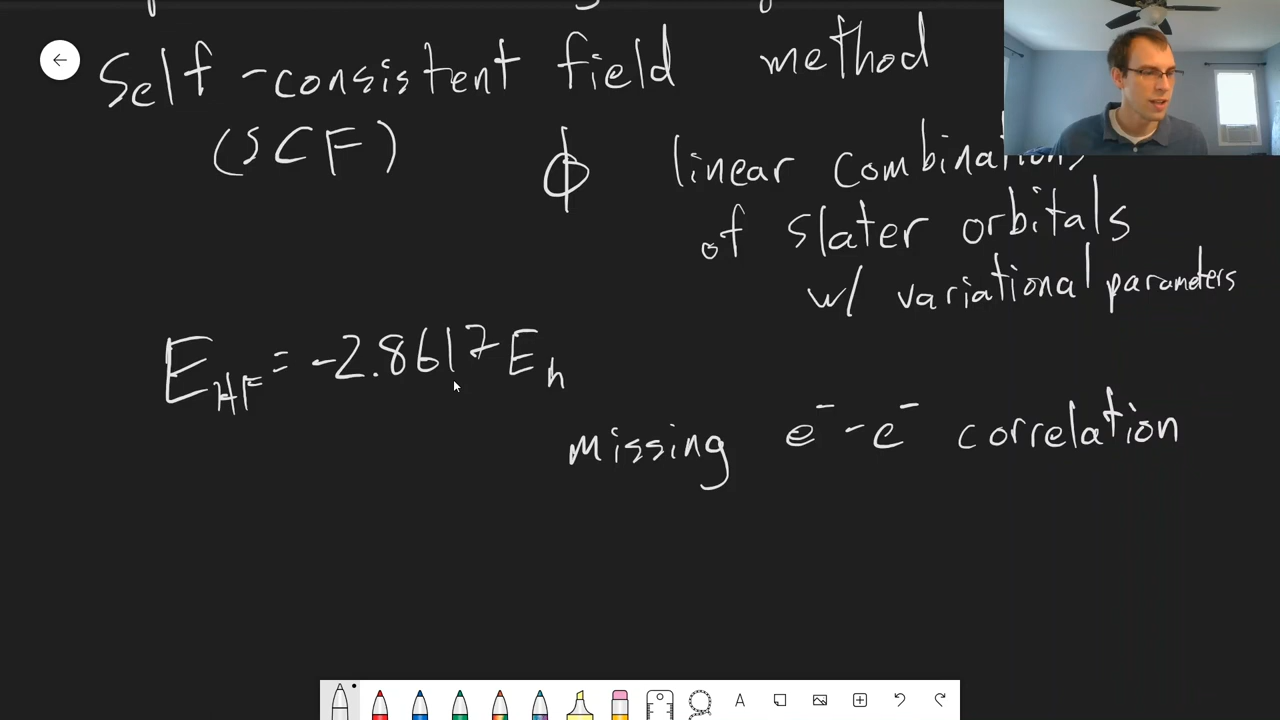 Self-consistent field method
(SCF)
ϕ linear combinations
of slater orbitals
w/ variational parameters
E_HF = -2.8617 E_h
missing e⁻-e⁻ correlation
A